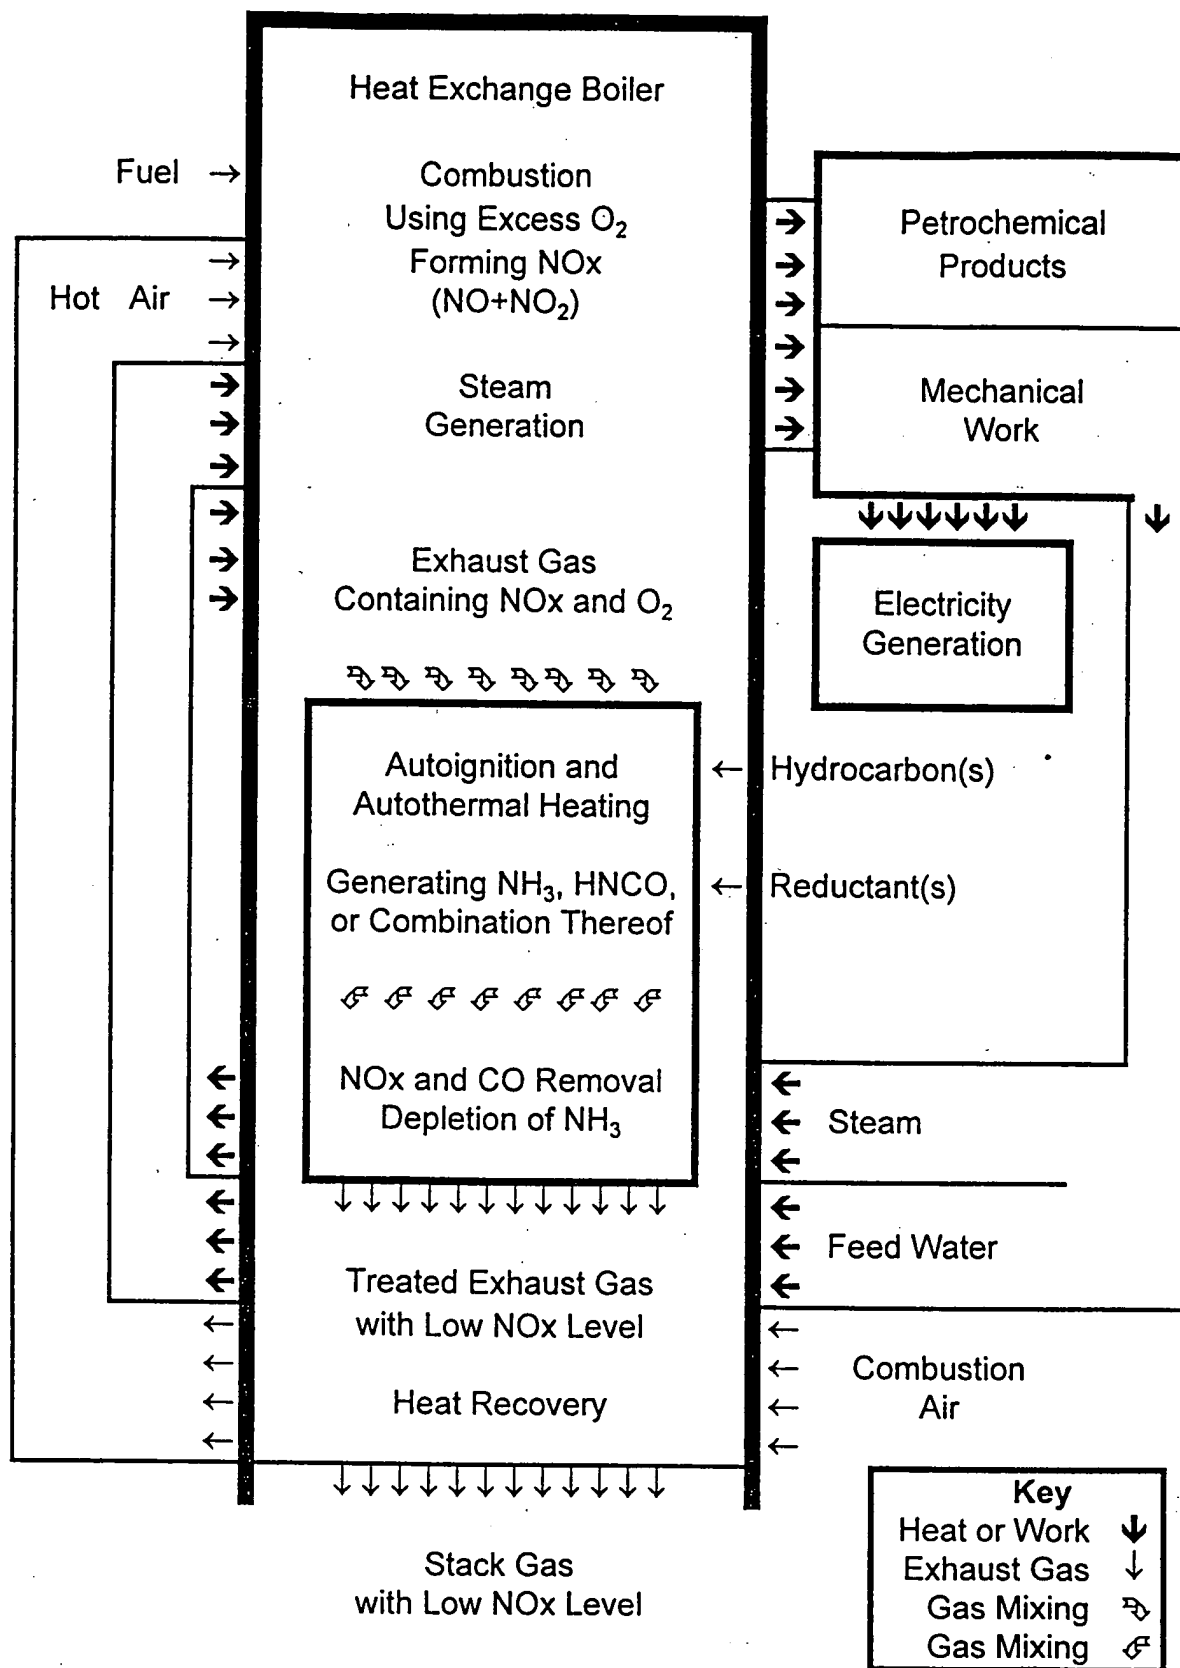 Heat Exchange Boiler
Fuel →
Combustion
Using Excess O₂
Forming NOx
(NO+NO₂)
Hot Air →
Petrochemical
Products
Steam
Generation
Mechanical
Work
Exhaust Gas
Containing NOx and O₂
Electricity
Generation
Autoignition and
Autothermal Heating
← Hydrocarbon(s)
Generating NH₃, HNCO,
or Combination Thereof
← Reductant(s)
NOx and CO Removal
Depletion of NH₃
Steam
Feed Water
Treated Exhaust Gas
with Low NOx Level
Combustion
Air
Heat Recovery
Stack Gas
with Low NOx Level
Key
Heat or Work
Exhaust Gas
Gas Mixing
Gas Mixing